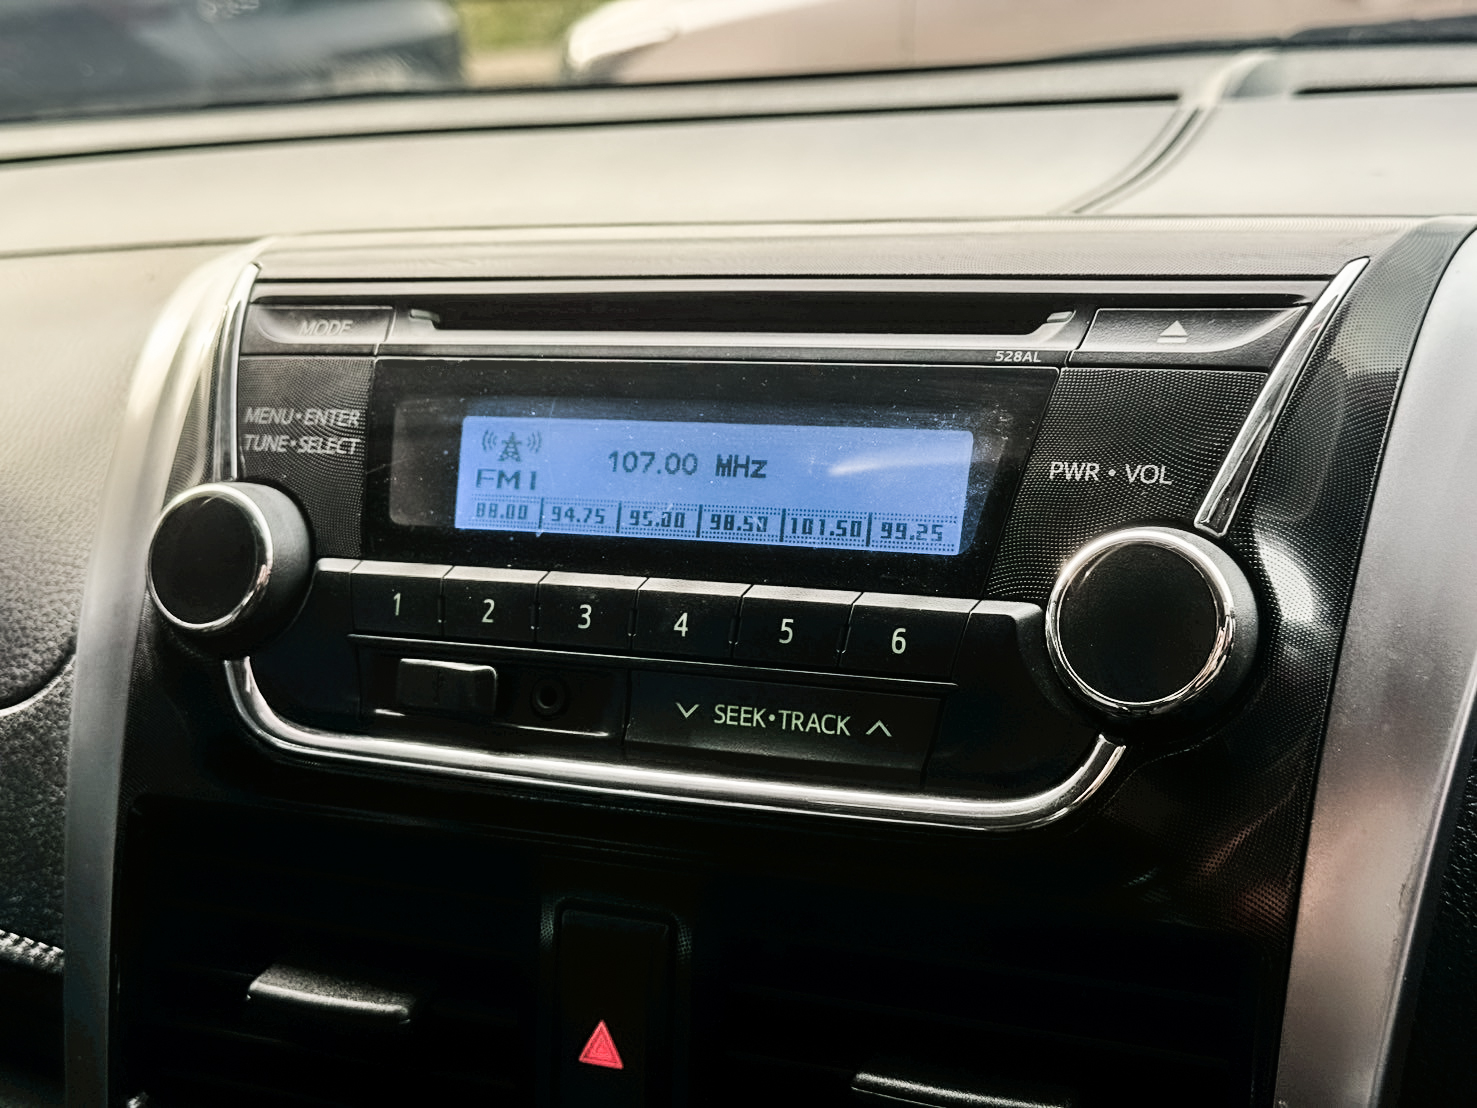 MODE
528AL
MENU•ENTER
TUNE•SELECT
PWR • VOL
107.00 MHz
FM1
88.00 94.75 95.00 98.50 101.50 99.25
1 2 3 4 5 6
SEEK•TRACK